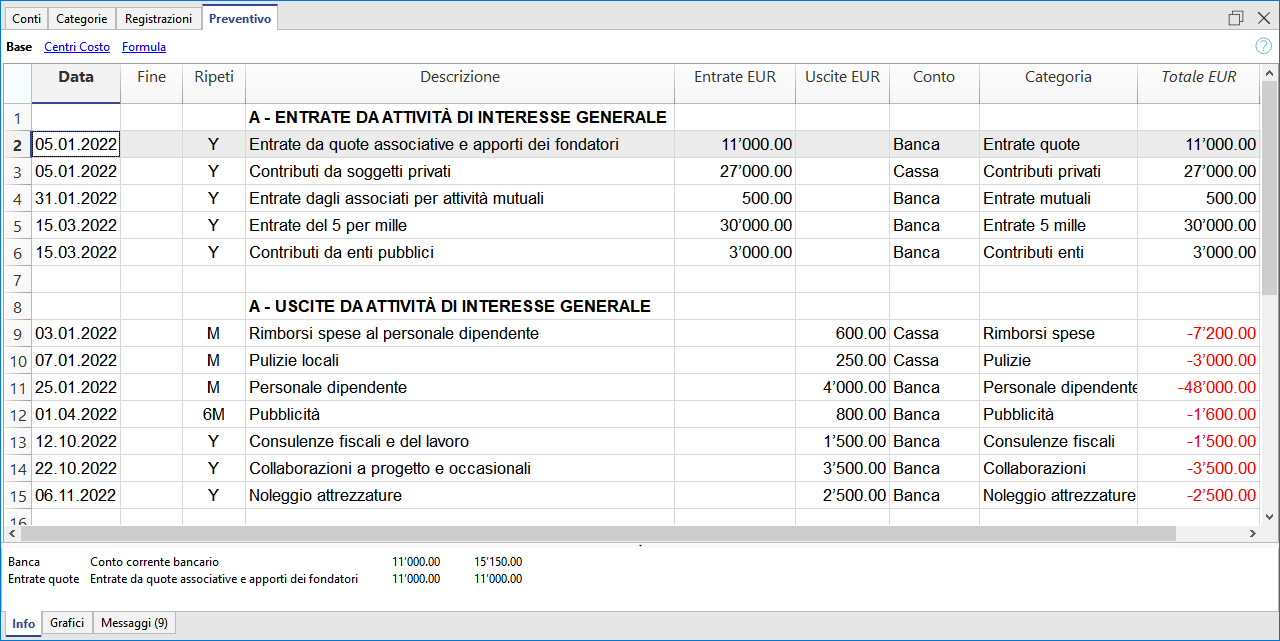 Conti Categorie Registrazioni Preventivo
Base Centri Costo Formula
Data Fine Ripeti Descrizione Entrate EUR Uscite EUR Conto Categoria Totale EUR
1 A - ENTRATE DA ATTIVITÀ DI INTERESSE GENERALE
2 05.01.2022 Y Entrate da quote associative e apporti dei fondatori 11’000.00 Banca Entrate quote 11’000.00
3 05.01.2022 Y Contributi da soggetti privati 27’000.00 Cassa Contributi privati 27’000.00
4 31.01.2022 Y Entrate dagli associati per attività mutuali 500.00 Banca Entrate mutuali 500.00
5 15.03.2022 Y Entrate del 5 per mille 30’000.00 Banca Entrate 5 mille 30’000.00
6 15.03.2022 Y Contributi da enti pubblici 3’000.00 Banca Contributi enti 3’000.00
7
8 A - USCITE DA ATTIVITÀ DI INTERESSE GENERALE
9 03.01.2022 M Rimborsi spese al personale dipendente 600.00 Cassa Rimborsi spese -7’200.00
10 07.01.2022 M Pulizie locali 250.00 Cassa Pulizie -3’000.00
11 25.01.2022 M Personale dipendente 4’000.00 Banca Personale dipendente -48’000.00
12 01.04.2022 6M Pubblicità 800.00 Banca Pubblicità -1’600.00
13 12.10.2022 Y Consulenze fiscali e del lavoro 1’500.00 Banca Consulenze fiscali -1’500.00
14 22.10.2022 Y Collaborazioni a progetto e occasionali 3’500.00 Banca Collaborazioni -3’500.00
15 06.11.2022 Y Noleggio attrezzature 2’500.00 Banca Noleggio attrezzature -2’500.00
16
Banca Conto corrente bancario 11’000.00 15’150.00
Entrate quote Entrate da quote associative e apporti dei fondatori 11’000.00 11’000.00
Info Grafici Messaggi (9)